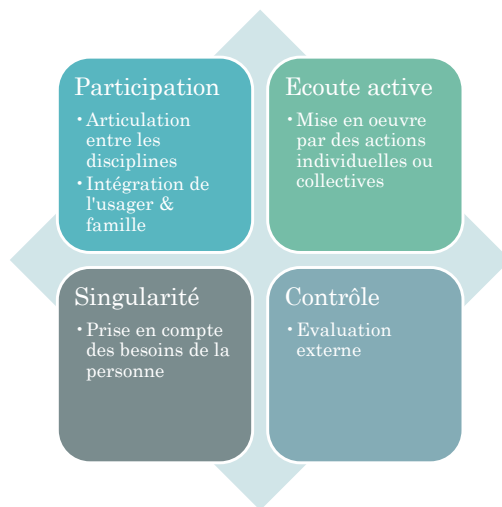 Participation
• Articulation
entre les
disciplines
• Intégration de
l'usager &
famille
Ecoute active
• Mise en oeuvre
par des actions
individuelles ou
collectives
Singularité
• Prise en compte
des besoins de la
personne
Contrôle
• Evaluation
externe